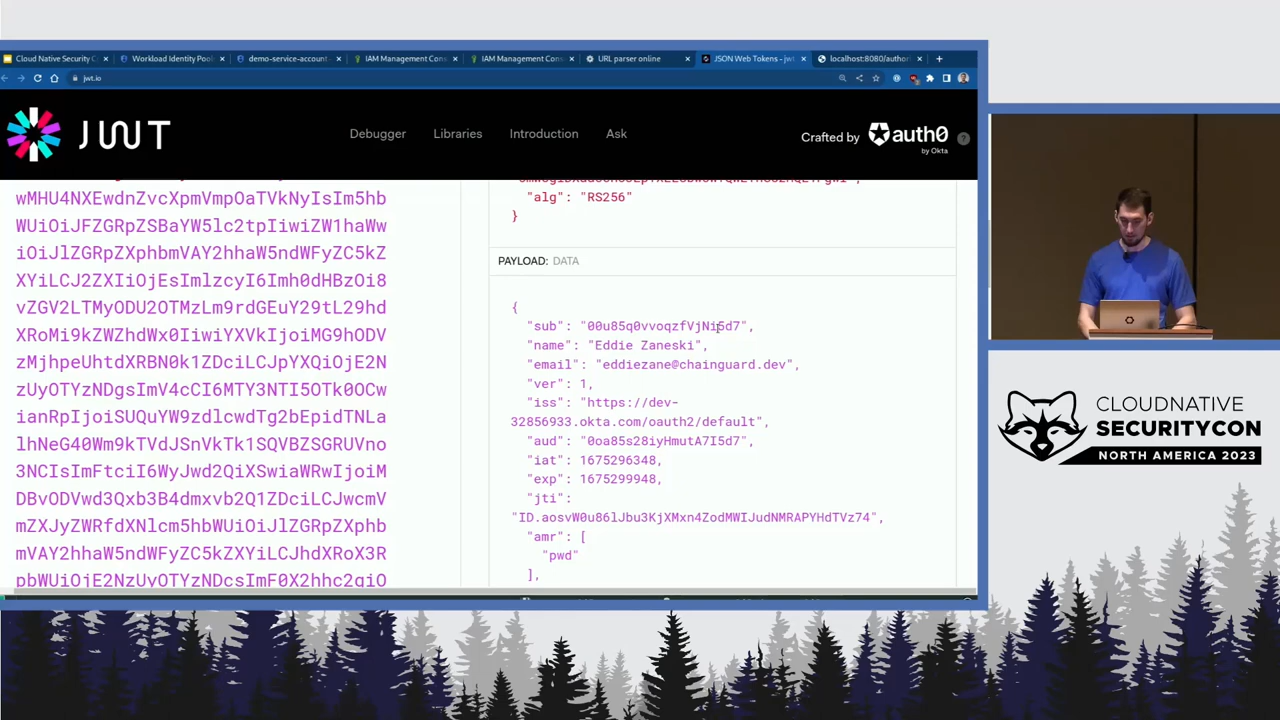 Cloud Native Security C
Workload Identity Pool
demo-service-account
IAM Management Cons
IAM Management Cons
URL parser online
JSON Web Tokens - jwt
localhost:8080/author
jwt.io
JWT
Debugger
Libraries
Introduction
Ask
Crafted by
auth0
by Okta
wMHU4NXEwdnZvcXpmVmpOaTVkNyIsIm5hb
WUiOiJFZGRpZSBaYW5lc2tpIiwiZW1haWw
iOiJlZGRpZXphbmVAY2hhaW5ndWFyZC5kZ
XYiLCJ2ZXIiOjEsImlzcyI6Imh0dHBzOi8
vZGV2LTMyODU2OTMzLm9rdGEuY29tL29hd
XRoMi9kZWZhdWx0IiwiYXVkIjoiMG9hODV
zMjhpeUhtdXRBN0k1ZDciLCJpYXQiOjE2N
zUyOTYzNDgsImV4cCI6MTY3NTI5OTk0OCw
ianRpIjoiSUQuYW9zdlcwdTg2bEpidTNLa
lhNeG40Wm9kTVdJSnVkTk1SQVBZSGRUVno
3NCIsImFtciI6WyJwd2QiXSwiaWRwIjoiM
DBvODVwd3Qxb3B4dmxvb2Q1ZDciLCJwcmV
mZXJyZWRfdXNlcm5hbWUiOiJlZGRpZXphb
mVAY2hhaW5ndWFyZC5kZXYiLCJhdXRoX3R
pbWUiOjE2NzUyOTYzNDcsImF0X2hhc2giO
"alg": "RS256"
}
PAYLOAD: DATA
{
"sub": "00u85q0vvoqzfVjNi5d7",
"name": "Eddie Zaneski",
"email": "eddiezane@chainguard.dev",
"ver": 1,
"iss": "https://dev-
32856933.okta.com/oauth2/default",
"aud": "0oa85s28iyHmutA7I5d7",
"iat": 1675296348,
"exp": 1675299948,
"jti":
"ID.aosvW0u86lJbu3KjXMxn4ZodMWIJudNMRAPYHdTVz74",
"amr": [
"pwd"
],
CLOUDNATIVE
SECURITYCON
NORTH AMERICA 2023